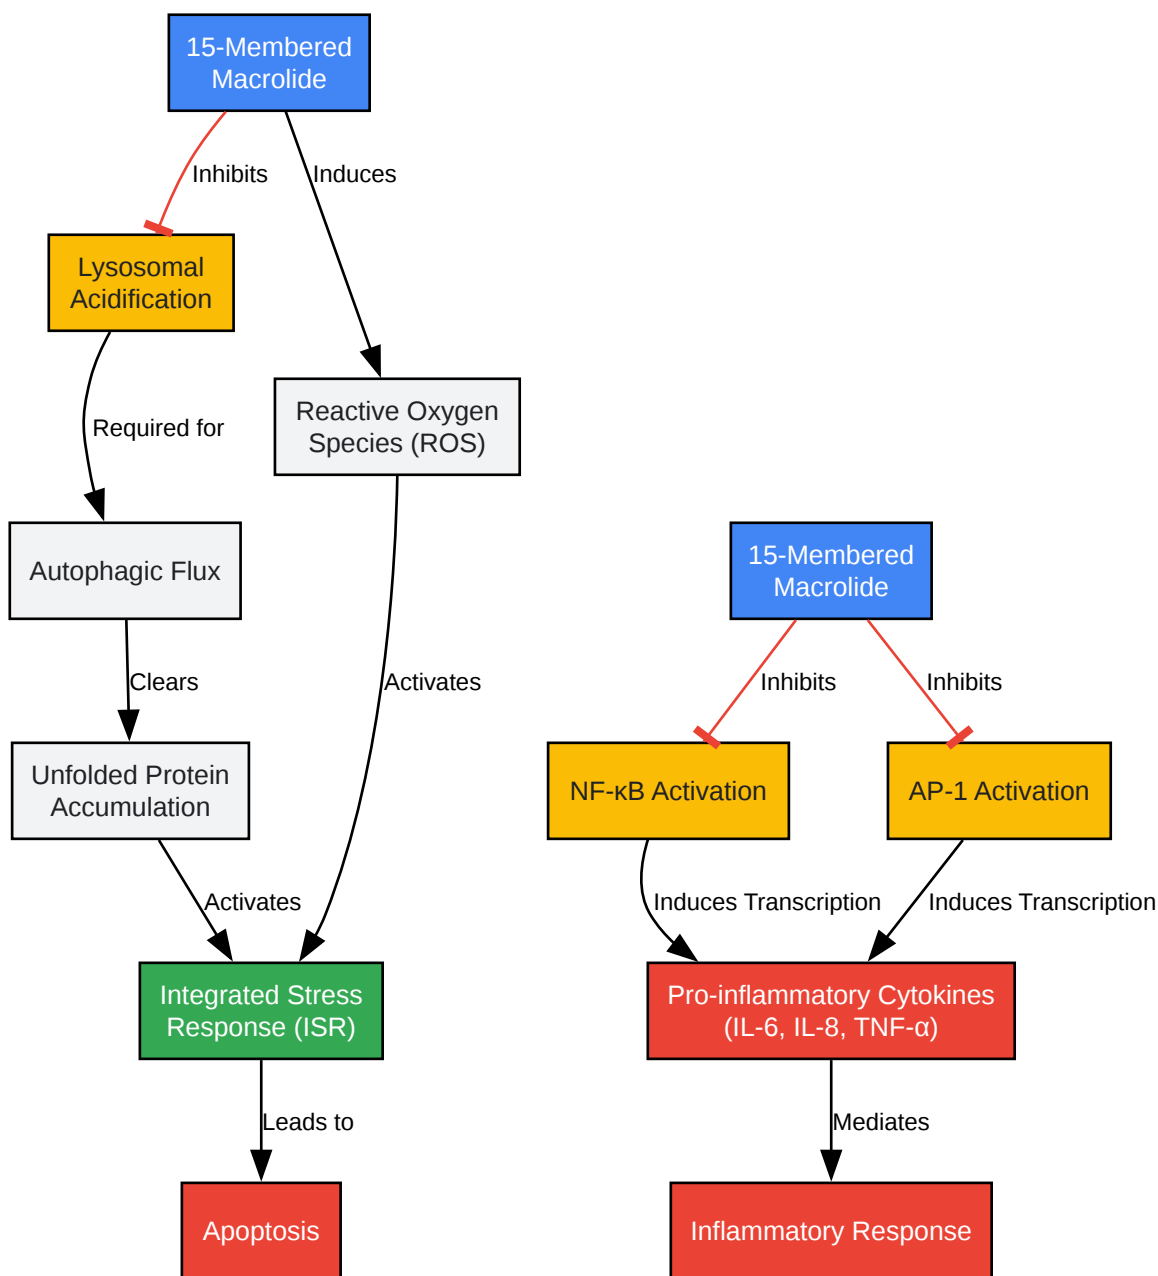 15-Membered
Macrolide
Inhibits
Induces
Lysosomal
Acidification
Required for
Reactive Oxygen
Species (ROS)
Autophagic Flux
Clears
Activates
Unfolded Protein
Accumulation
Activates
Integrated Stress
Response (ISR)
Leads to
Apoptosis
15-Membered
Macrolide
Inhibits
Inhibits
NF-κB Activation
AP-1 Activation
Induces Transcription
Induces Transcription
Pro-inflammatory Cytokines
(IL-6, IL-8, TNF-α)
Mediates
Inflammatory Response